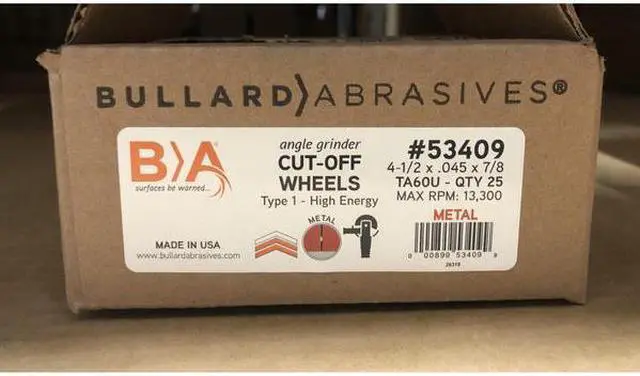 BULLARD⟩ABRASIVES®
B⟩A
surfaces be warned...
MADE IN USA
www.bullardabrasives.com
angle grinder
CUT-OFF
WHEELS
Type 1 - High Energy
METAL
#53409
4-1/2 x .045 x 7/8
TA60U - QTY 25
MAX RPM: 13,300
METAL
0 00899 53409 9